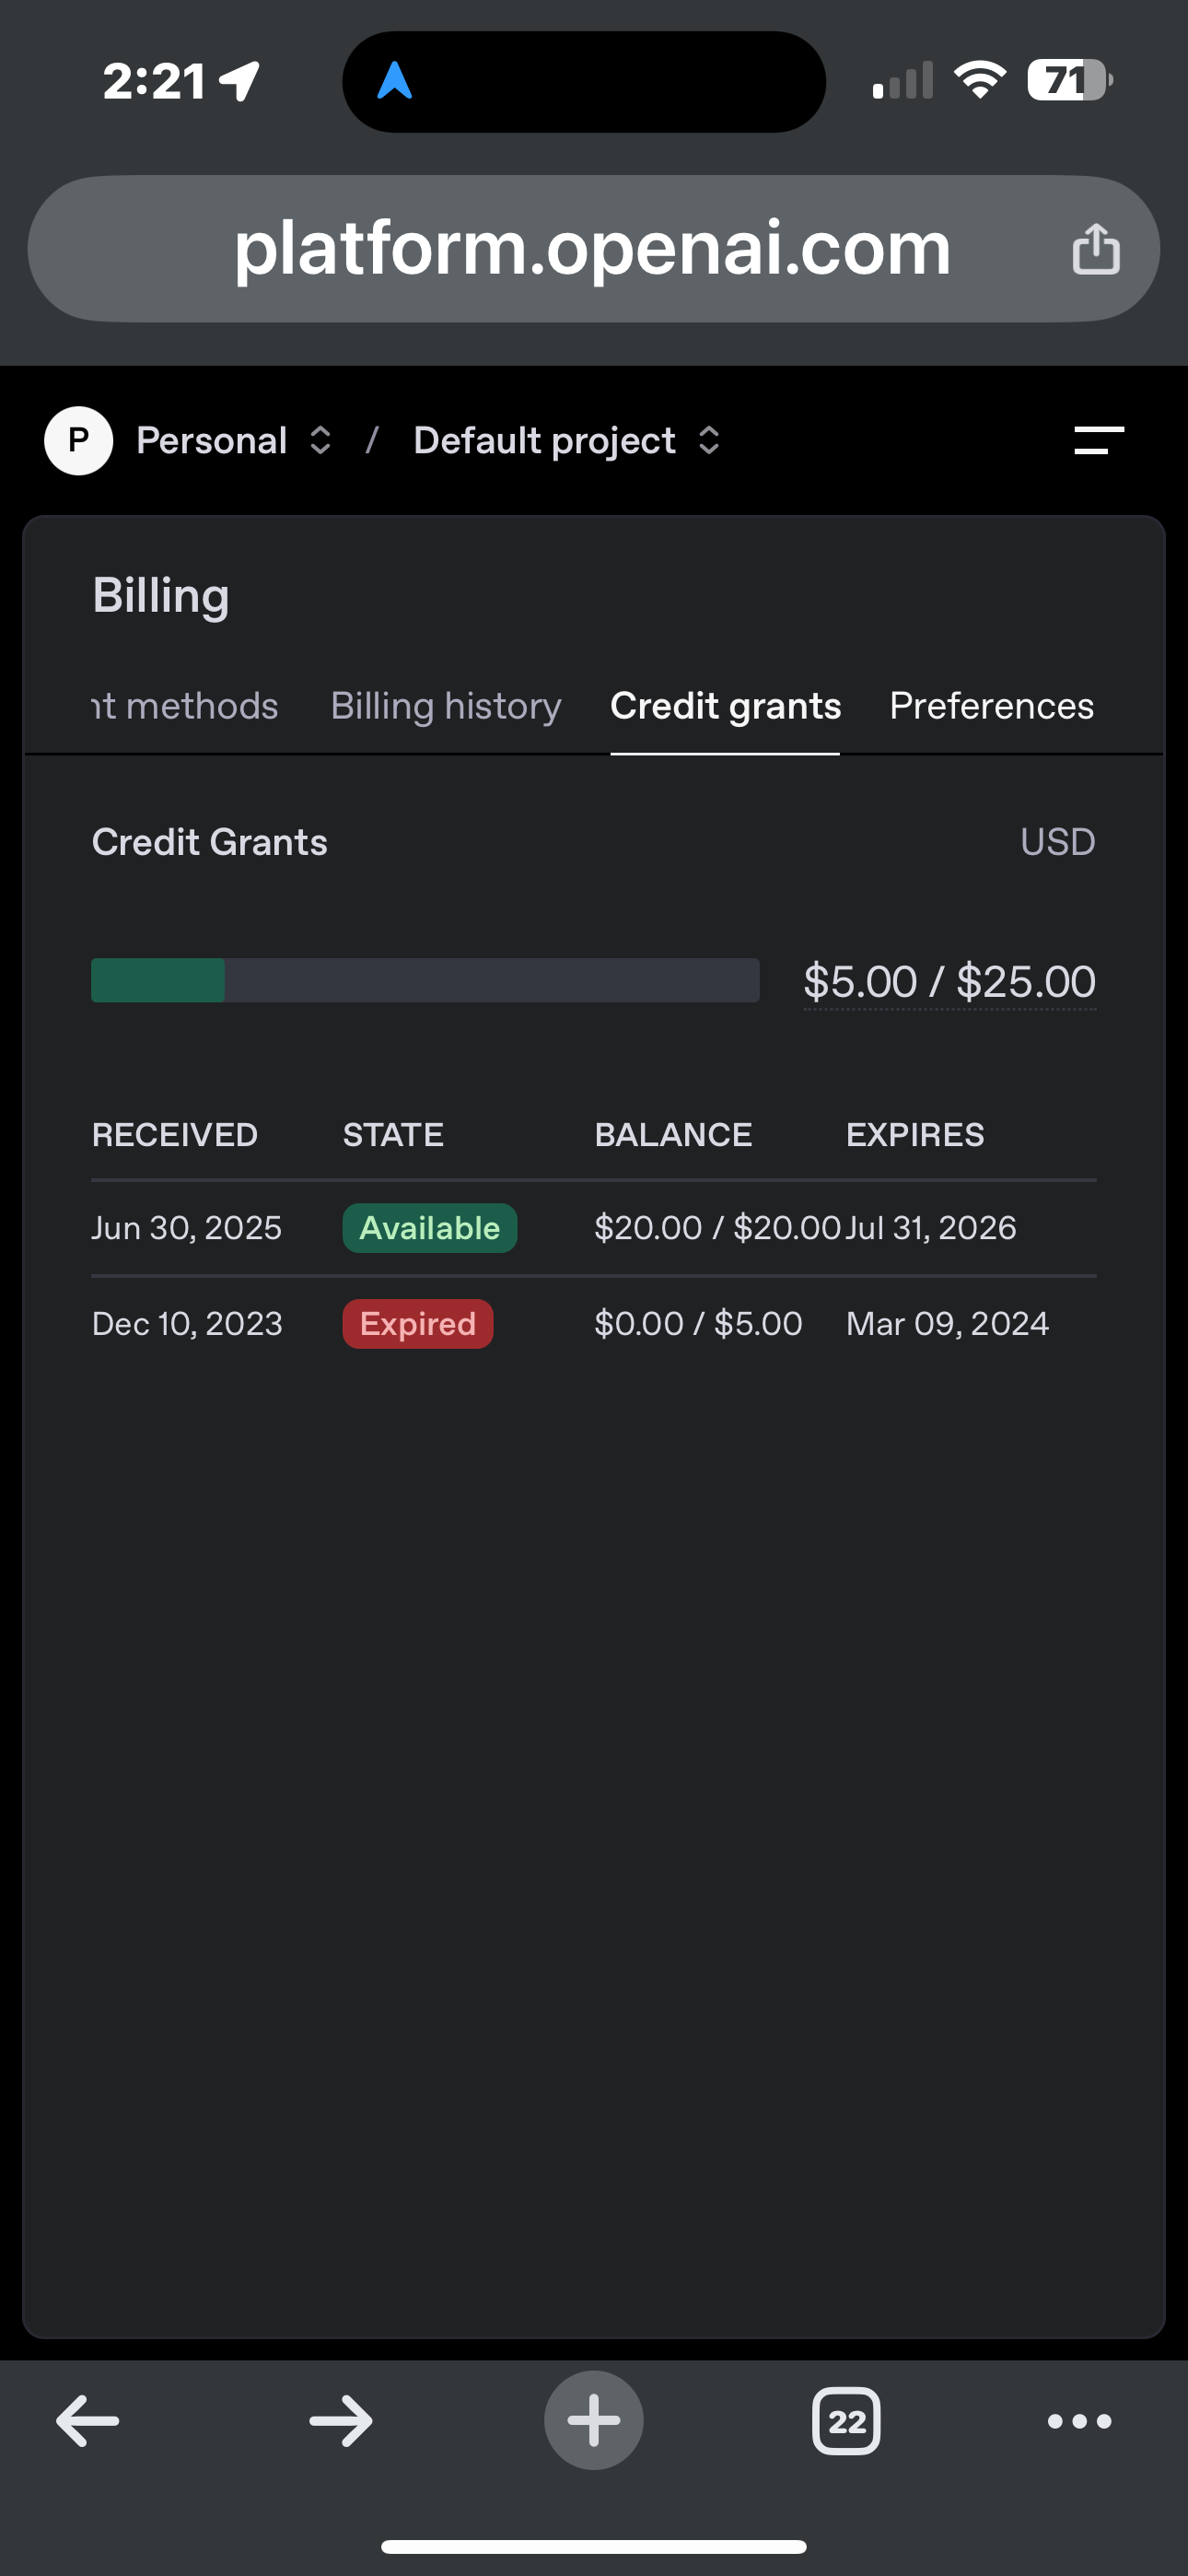 2:21
71
platform.openai.com
P Personal / Default project
Billing
nt methods Billing history Credit grants Preferences
Credit Grants USD
$5.00 / $25.00
RECEIVED STATE BALANCE EXPIRES
Jun 30, 2025 Available $20.00 / $20.00 Jul 31, 2026
Dec 10, 2023 Expired $0.00 / $5.00 Mar 09, 2024
22